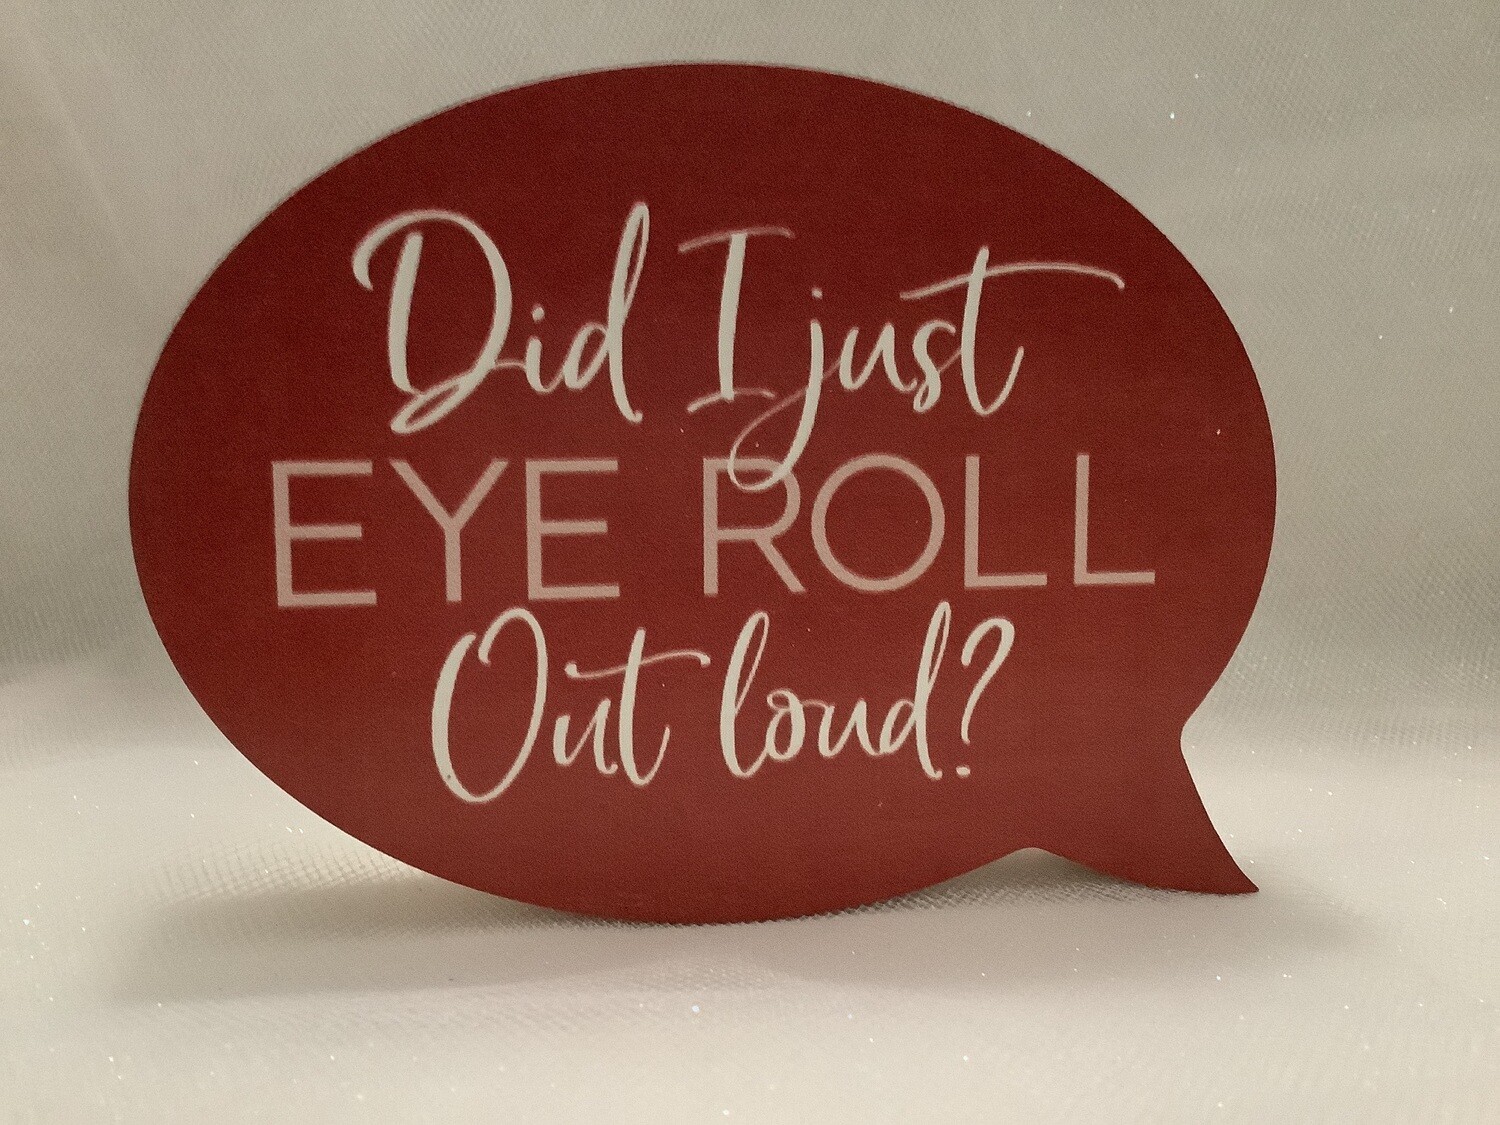 Did I just
EYE ROLL
Out loud?